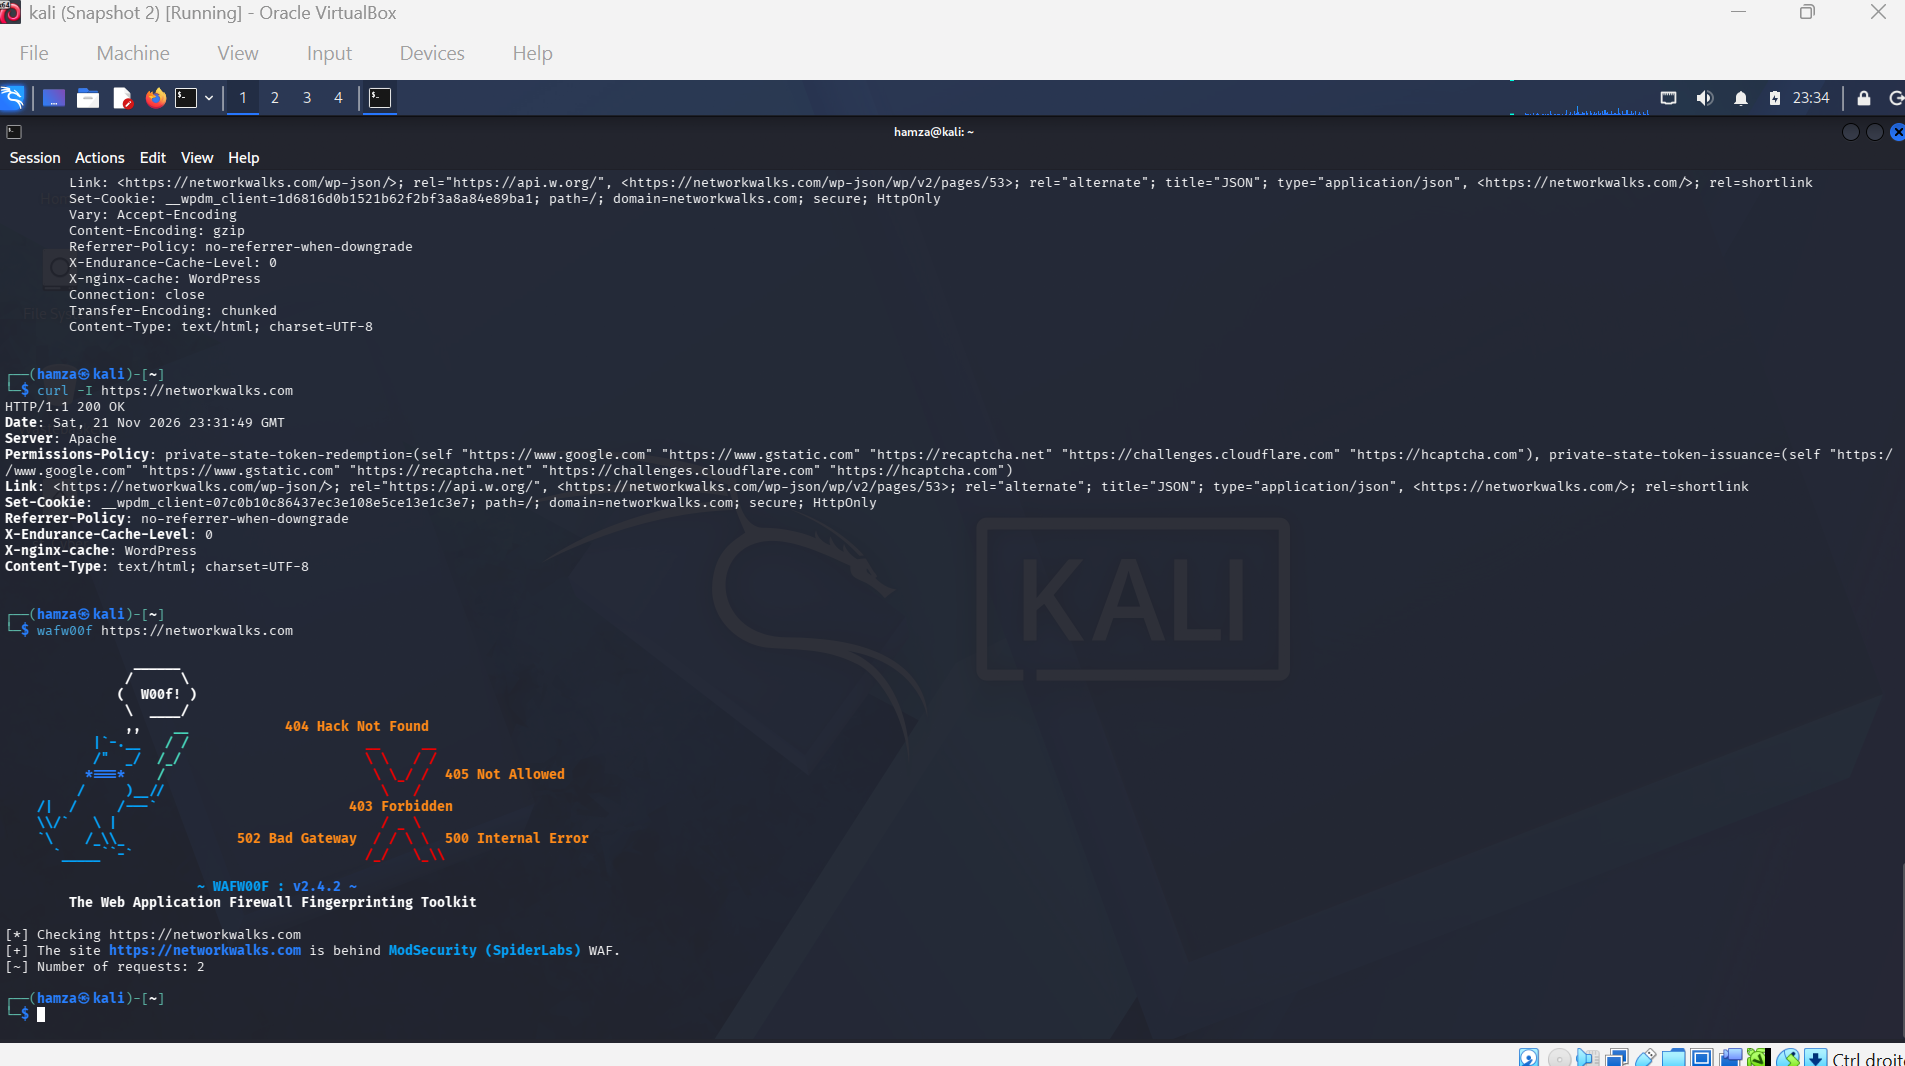 kali (Snapshot 2) [Running] - Oracle VirtualBox
File Machine View Input Devices Help
1 2 3 4 23:34
hamza@kali: ~
Session Actions Edit View Help
Link: <https://networkwalks.com/wp-json/>; rel="https://api.w.org/", <https://networkwalks.com/wp-json/wp/v2/pages/53>; rel="alternate"; title="JSON"; type="application/json", <https://networkwalks.com/>; rel=shortlink
Set-Cookie: __wpdm_client=1d6816d0b1521b62f2bf3a8a84e89ba1; path=/; domain=networkwalks.com; secure; HttpOnly
Vary: Accept-Encoding
Content-Encoding: gzip
Referrer-Policy: no-referrer-when-downgrade
X-Endurance-Cache-Level: 0
X-nginx-cache: WordPress
Connection: close
Transfer-Encoding: chunked
Content-Type: text/html; charset=UTF-8
(hamza㉿kali)-[~]
$ curl -I https://networkwalks.com
HTTP/1.1 200 OK
Date: Sat, 21 Nov 2026 23:31:49 GMT
Server: Apache
Permissions-Policy: private-state-token-redemption=(self "https://www.google.com" "https://www.gstatic.com" "https://recaptcha.net" "https://challenges.cloudflare.com" "https://hcaptcha.com"), private-state-token-issuance=(self "https:/
/www.google.com" "https://www.gstatic.com" "https://recaptcha.net" "https://challenges.cloudflare.com" "https://hcaptcha.com")
Link: <https://networkwalks.com/wp-json/>; rel="https://api.w.org/", <https://networkwalks.com/wp-json/wp/v2/pages/53>; rel="alternate"; title="JSON"; type="application/json", <https://networkwalks.com/>; rel=shortlink
Set-Cookie: __wpdm_client=07c0b10c86437ec3e108e5ce13e1c3e7; path=/; domain=networkwalks.com; secure; HttpOnly
Referrer-Policy: no-referrer-when-downgrade
X-Endurance-Cache-Level: 0
X-nginx-cache: WordPress
Content-Type: text/html; charset=UTF-8
KALI
(hamza㉿kali)-[~]
$ wafw00f https://networkwalks.com
( W00f! )
404 Hack Not Found
405 Not Allowed
403 Forbidden
502 Bad Gateway 500 Internal Error
~ WAFW00F : v2.4.2 ~
The Web Application Firewall Fingerprinting Toolkit
[*] Checking https://networkwalks.com
[+] The site https://networkwalks.com is behind ModSecurity (SpiderLabs) WAF.
[~] Number of requests: 2
(hamza㉿kali)-[~]
$
Ctrl droite